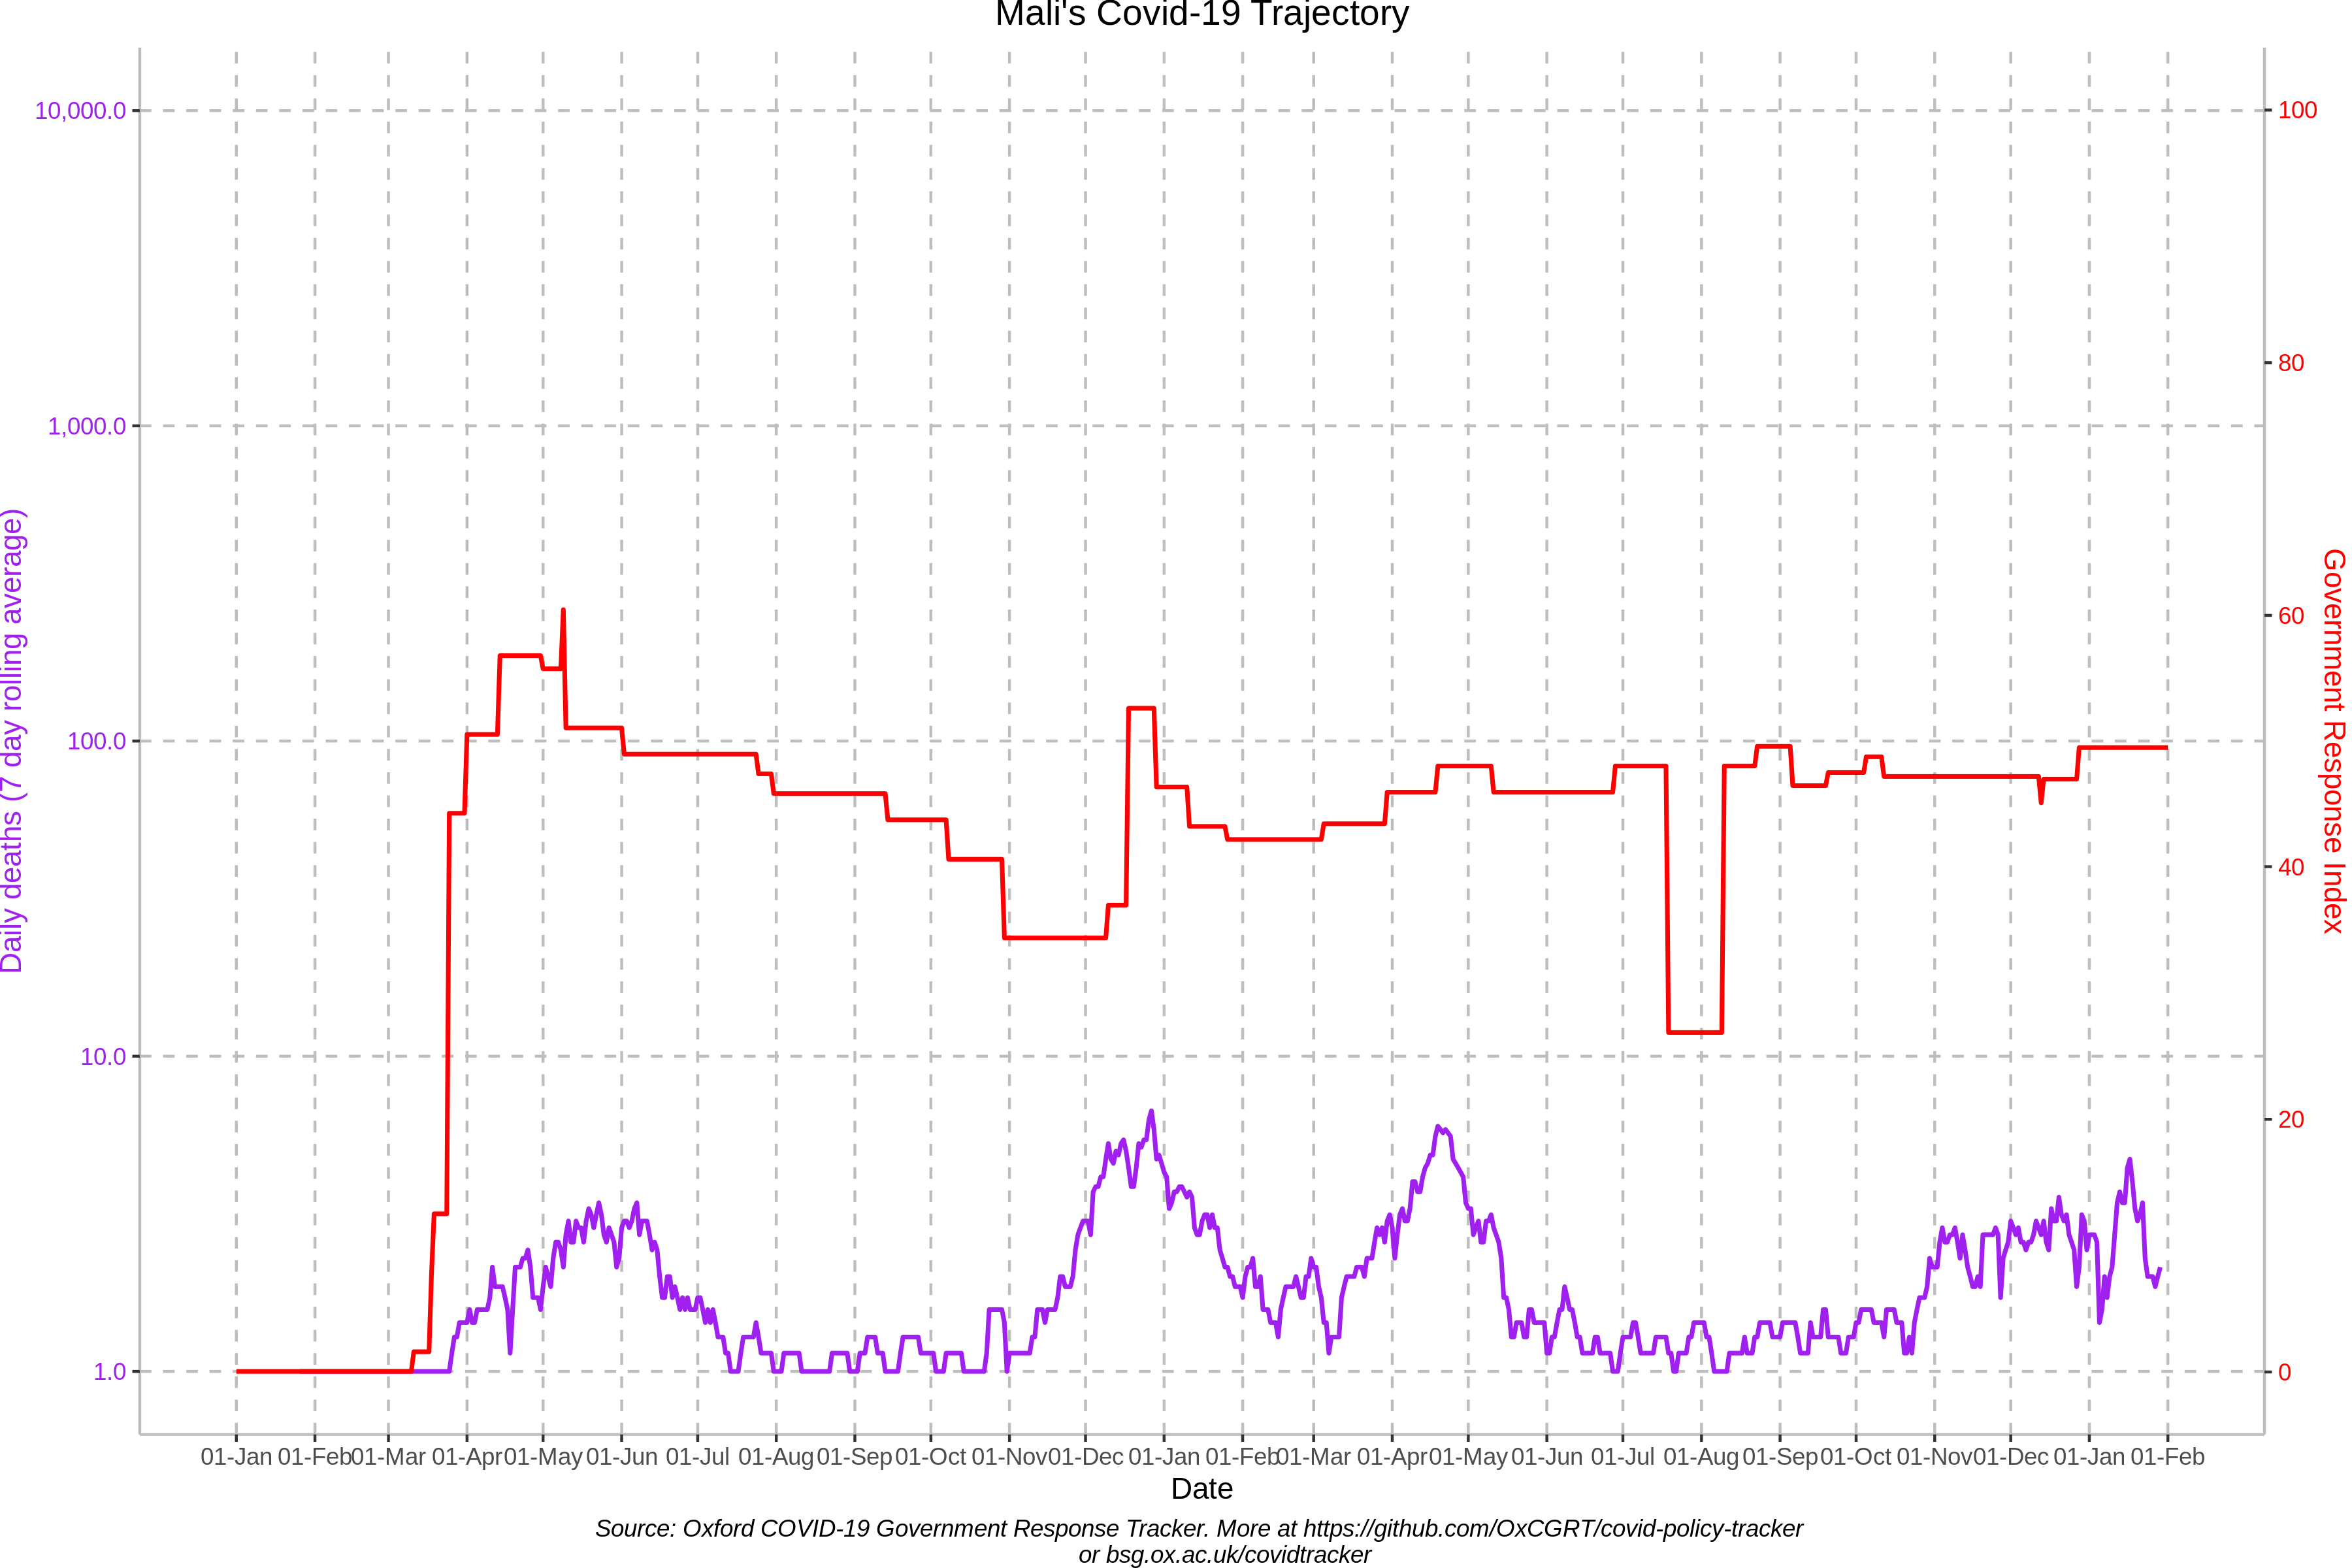 Mali's Covid-19 Trajectory
10,000.0
1,000.0
100.0
10.0
1.0
Daily deaths (7 day rolling average)
100
80
60
40
20
0
Government Response Index
01-Jan 01-Feb 01-Mar 01-Apr 01-May 01-Jun 01-Jul 01-Aug 01-Sep 01-Oct 01-Nov 01-Dec 01-Jan 01-Feb 01-Mar 01-Apr 01-May 01-Jun 01-Jul 01-Aug 01-Sep 01-Oct 01-Nov 01-Dec 01-Jan 01-Feb
Date
Source: Oxford COVID-19 Government Response Tracker. More at https://github.com/OxCGRT/covid-policy-tracker
or bsg.ox.ac.uk/covidtracker